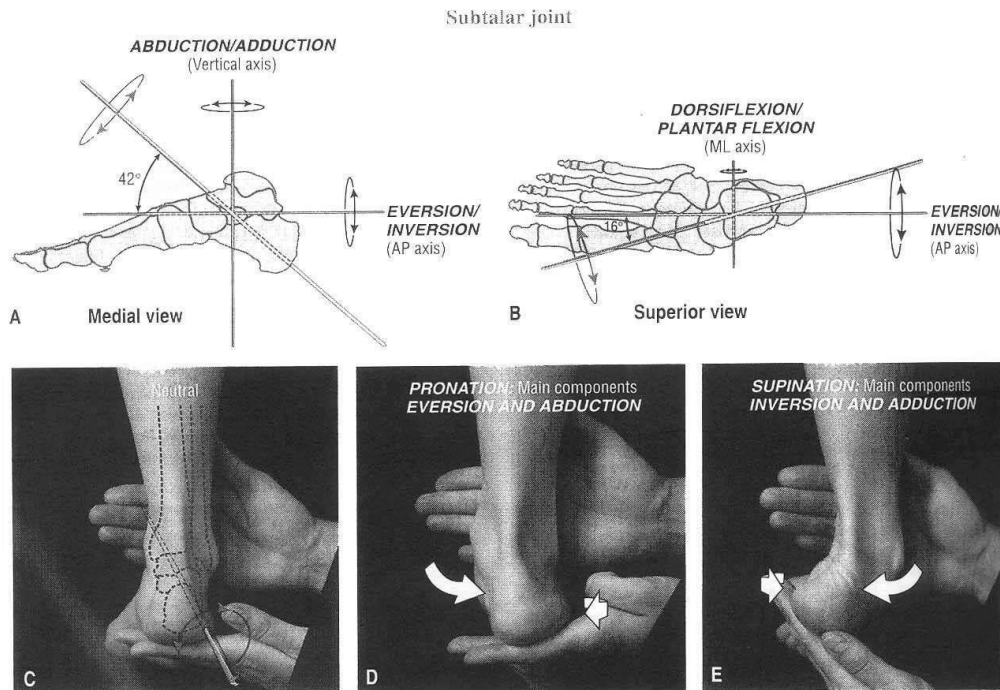 Subtalar joint
ABDUCTION/ADDUCTION
(Vertical axis)
42°
EVERSION/
INVERSION
(AP axis)
A
Medial view
DORSIFLEXION/
PLANTAR FLEXION
(ML axis)
16°
EVERSION/
INVERSION
(AP axis)
B
Superior view
Neutral
C
PRONATION: Main components
EVERSION AND ABDUCTION
D
SUPINATION: Main components
INVERSION AND ADDUCTION
E